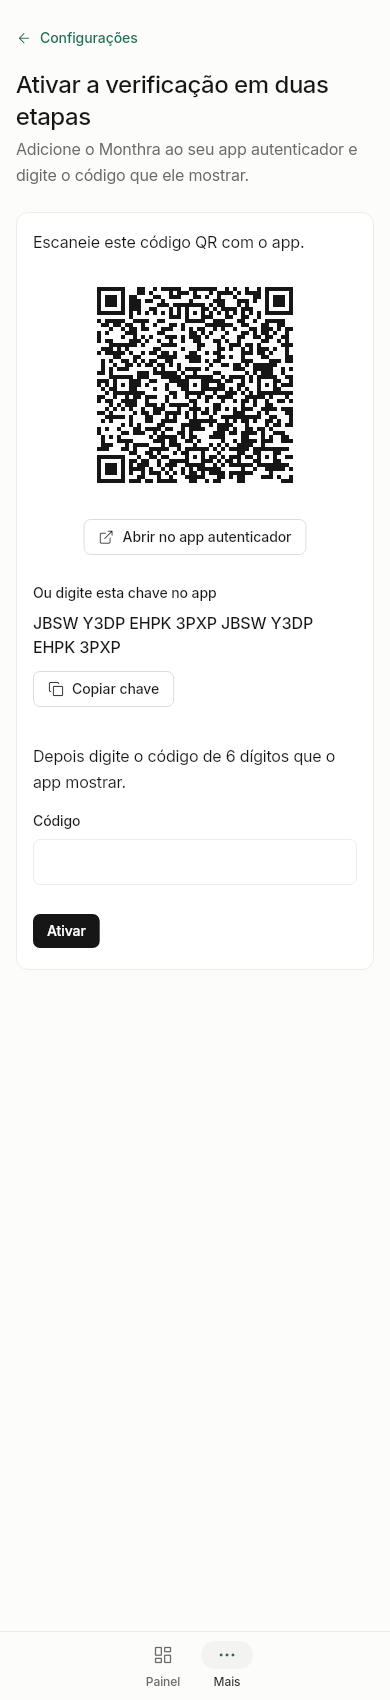 Configurações
Ativar a verificação em duas
etapas
Adicione o Monthra ao seu app autenticador e
digite o código que ele mostrar.
Escaneie este código QR com o app.
Abrir no app autenticador
Ou digite esta chave no app
JBSW Y3DP EHPK 3PXP JBSW Y3DP
EHPK 3PXP
Copiar chave
Depois digite o código de 6 dígitos que o
app mostrar.
Código
Ativar
Painel
Mais